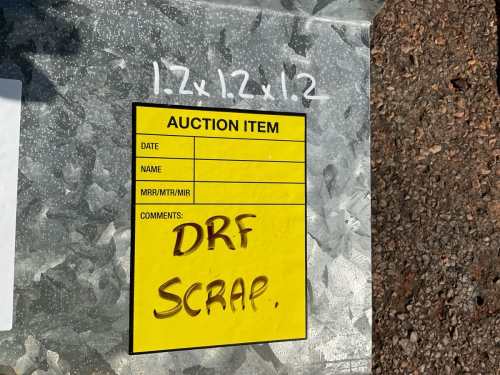 1.2x1.2x1.2
AUCTION ITEM
DATE
NAME
MRR/MTR/MIR
COMMENTS:
DRF
SCRAP.